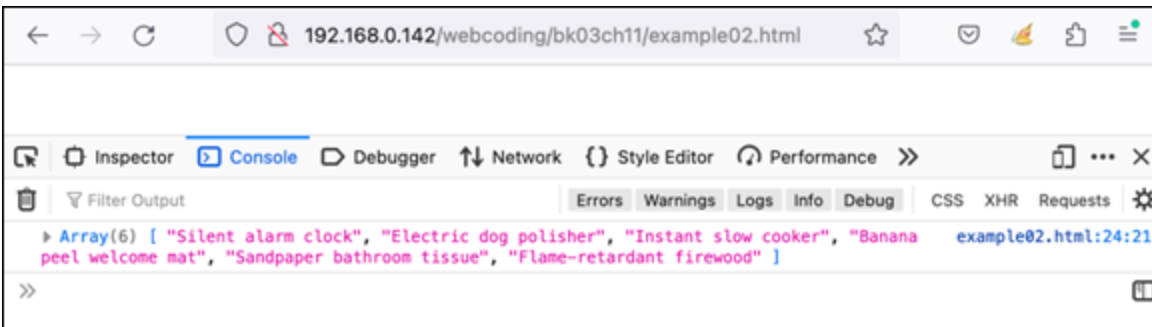 192.168.0.142/webcoding/bk03ch11/example02.html
Inspector Console Debugger Network {} Style Editor Performance
Filter Output Errors Warnings Logs Info Debug CSS XHR Requests
Array(6) [ "Silent alarm clock", "Electric dog polisher", "Instant slow cooker", "Banana example02.html:24:21
peel welcome mat", "Sandpaper bathroom tissue", "Flame-retardant firewood" ]